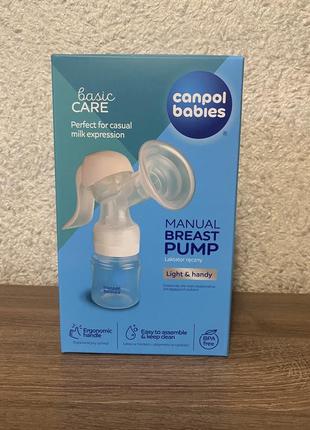 basic
CARE
Perfect for casual
milk expression
canpol
babies
®
MANUAL
BREAST
PUMP
Laktator ręczny
Light & handy
Ergonomic
handle
Easy to assemble
& keep clean
BPA
free